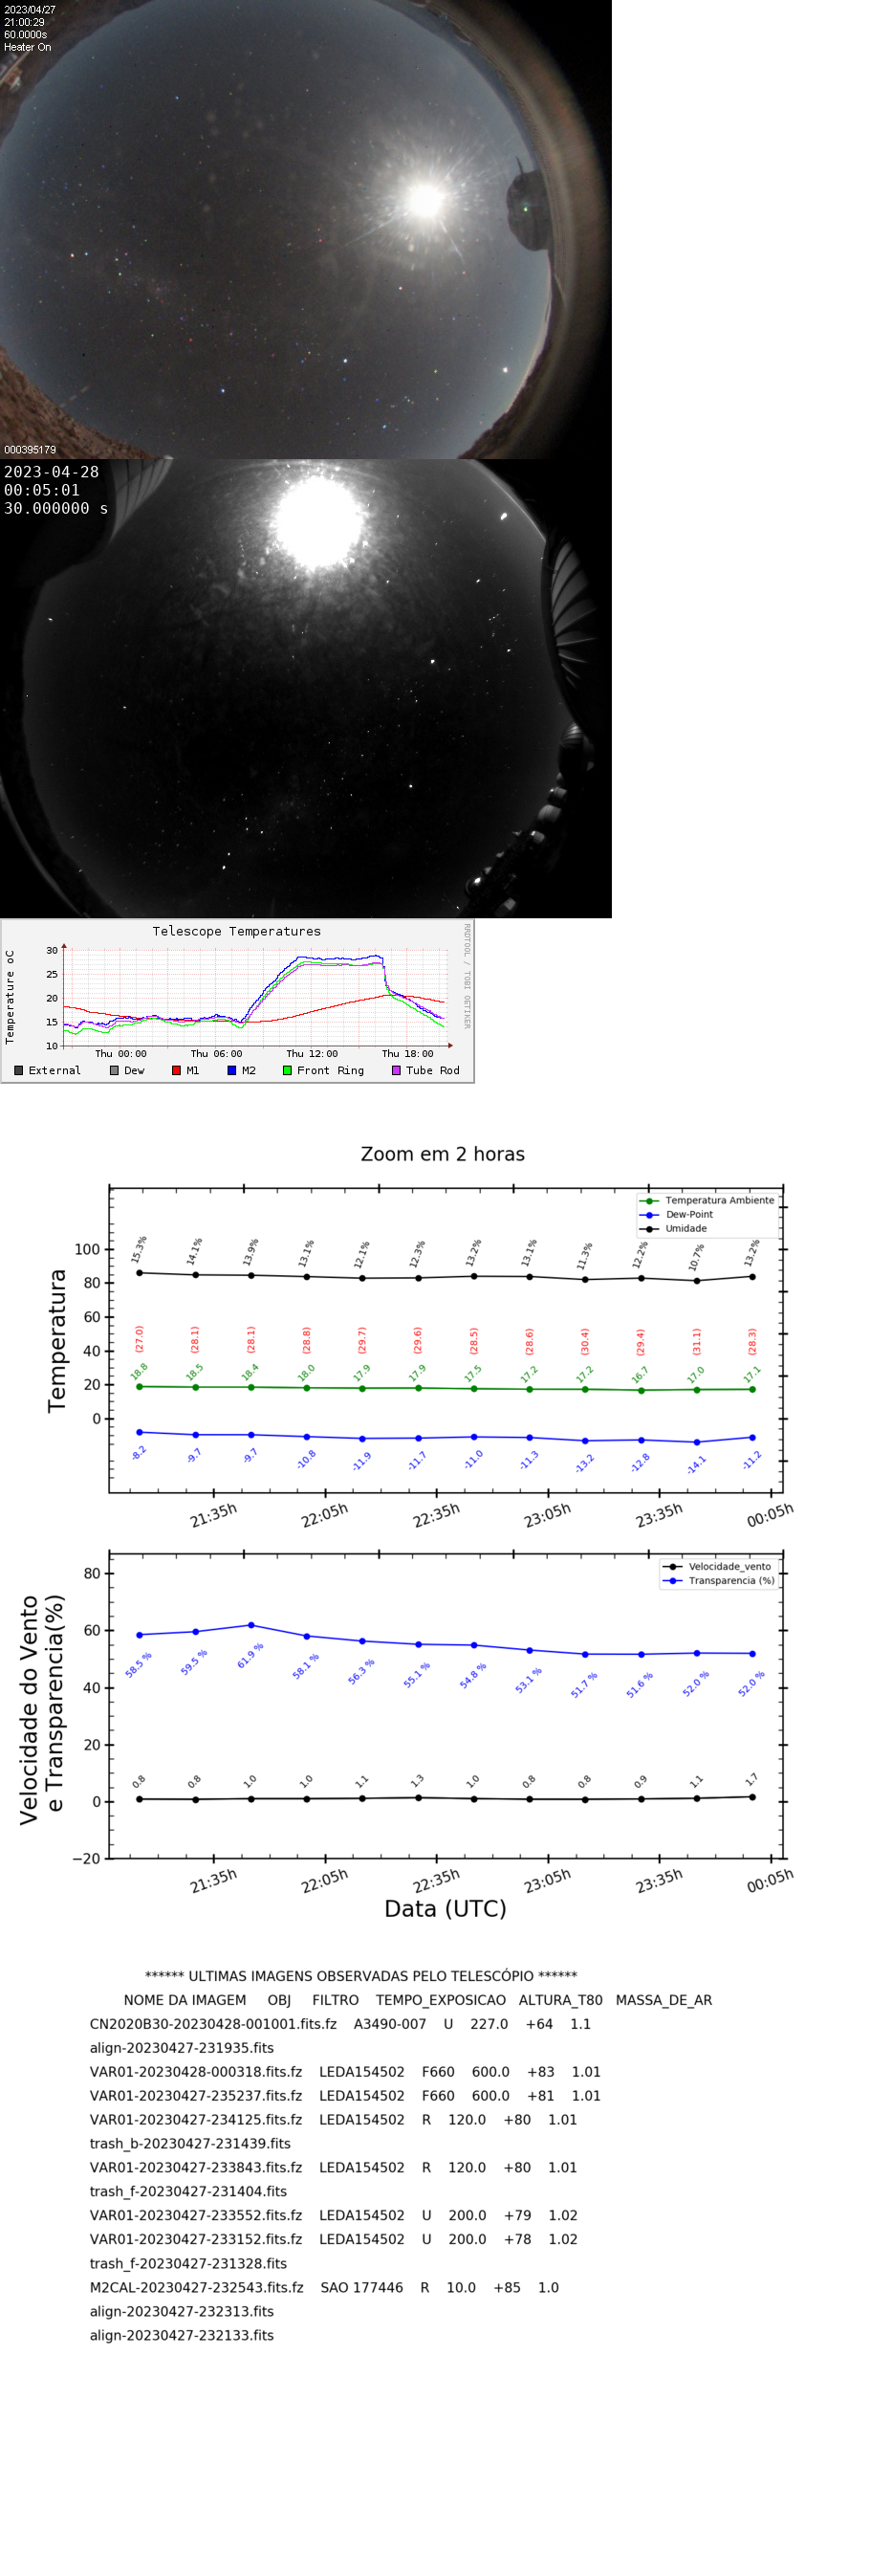 2023/04/27
21:00:29
60.0000s
Heater On
000395179
2023-04-28
00:05:01
30.000000 s
Telescope Temperatures
RRDTOOL / TOBI OETIKER
Temperature oC
30
25
20
15
10
Thu 00:00 Thu 06:00 Thu 12:00 Thu 18:00
External Dew M1 M2 Front Ring Tube Rod
Zoom em 2 horas
Temperatura Ambiente
Dew-Point
Umidade
Temperatura
100
80
60
40
20
0
15.3% 14.1% 13.9% 13.1% 12.1% 12.3% 13.2% 13.1% 11.3% 12.2% 10.7% 13.2%
(27.0) (28.1) (28.1) (28.8) (29.7) (29.6) (28.5) (28.6) (30.4) (29.4) (31.1) (28.3)
18.8 18.5 18.4 18.0 17.9 17.9 17.5 17.2 17.2 16.7 17.0 17.1
-8.2 -9.7 -9.7 -10.8 -11.9 -11.7 -11.0 -11.3 -13.2 -12.8 -14.1 -11.2
21:35h 22:05h 22:35h 23:05h 23:35h 00:05h
Velocidade_vento
Transparencia (%)
Velocidade do Vento
e Transparencia(%)
80
60
40
20
0
−20
58.5 % 59.5 % 61.9 % 58.1 % 56.3 % 55.1 % 54.8 % 53.1 % 51.7 % 51.6 % 52.0 % 52.0 %
0.8 0.8 1.0 1.0 1.1 1.3 1.0 0.8 0.8 0.9 1.1 1.7
21:35h 22:05h 22:35h 23:05h 23:35h 00:05h
Data (UTC)
****** ULTIMAS IMAGENS OBSERVADAS PELO TELESCÓPIO ******
NOME DA IMAGEM OBJ FILTRO TEMPO_EXPOSICAO ALTURA_T80 MASSA_DE_AR
CN2020B30-20230428-001001.fits.fz A3490-007 U 227.0 +64 1.1
align-20230427-231935.fits
VAR01-20230428-000318.fits.fz LEDA154502 F660 600.0 +83 1.01
VAR01-20230427-235237.fits.fz LEDA154502 F660 600.0 +81 1.01
VAR01-20230427-234125.fits.fz LEDA154502 R 120.0 +80 1.01
trash_b-20230427-231439.fits
VAR01-20230427-233843.fits.fz LEDA154502 R 120.0 +80 1.01
trash_f-20230427-231404.fits
VAR01-20230427-233552.fits.fz LEDA154502 U 200.0 +79 1.02
VAR01-20230427-233152.fits.fz LEDA154502 U 200.0 +78 1.02
trash_f-20230427-231328.fits
M2CAL-20230427-232543.fits.fz SAO 177446 R 10.0 +85 1.0
align-20230427-232313.fits
align-20230427-232133.fits